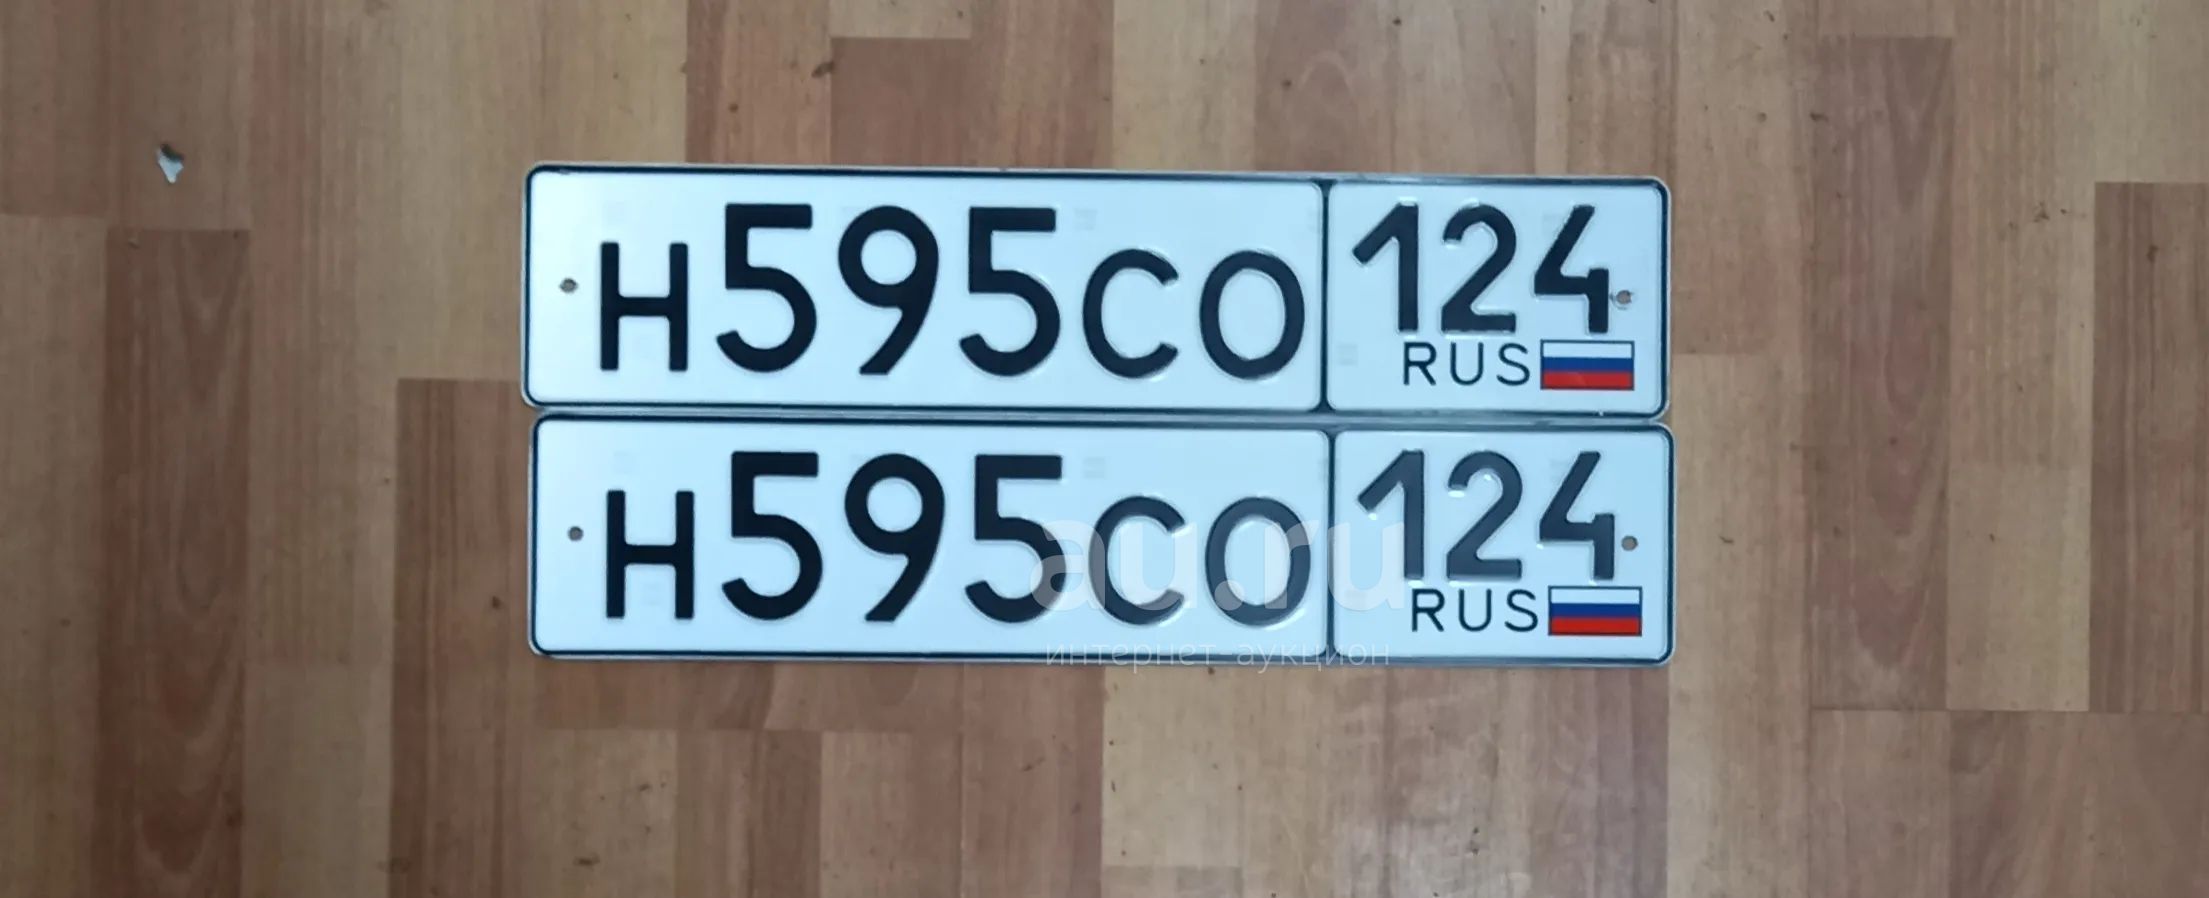 Н595СО 124
RUS
Н595СО 124
RUS
au.ru
интернет аукцион